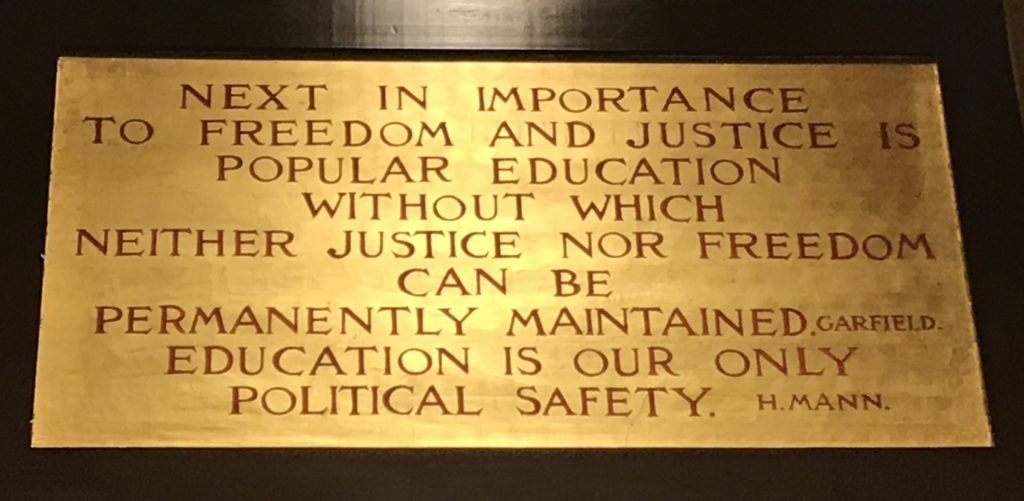 NEXT IN IMPORTANCE
TO FREEDOM AND JUSTICE IS
POPULAR EDUCATION
WITHOUT WHICH
NEITHER JUSTICE NOR FREEDOM
CAN BE
PERMANENTLY MAINTAINED. GARFIELD.
EDUCATION IS OUR ONLY
POLITICAL SAFETY. H. MANN.